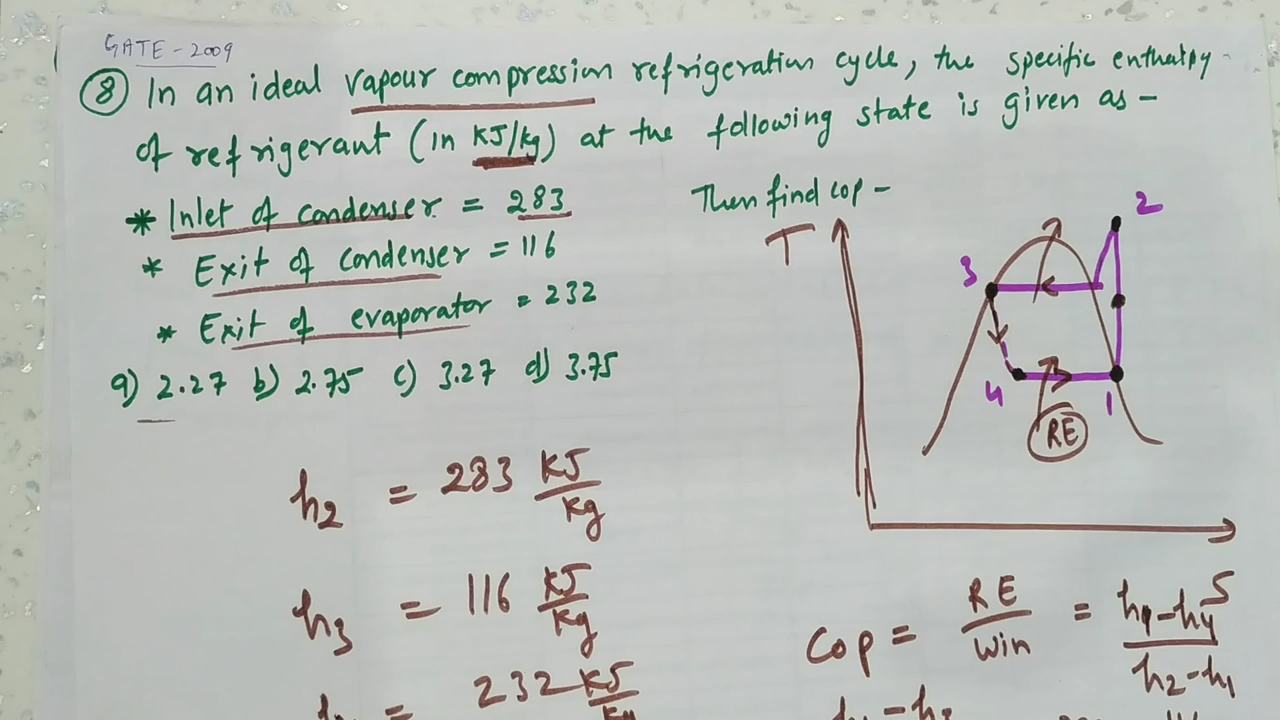 GATE - 2009
⑧ In an ideal vapour compression refrigeration cycle, the specific enthalpy
of refrigerant (in KJ/kg) at the following state is given as -
* Inlet of condenser = 283
* Exit of condenser = 116
* Exit of evaporator = 232
a) 2.27 b) 2.75 c) 3.27 d) 3.75
Then find cop -
T
2
3
4
1
RE
S
h2 = 283 KJ/kg
h3 = 116 KJ/kg
232 KJ/kg
Cop = RE/Win = h1-h4/h2-h1